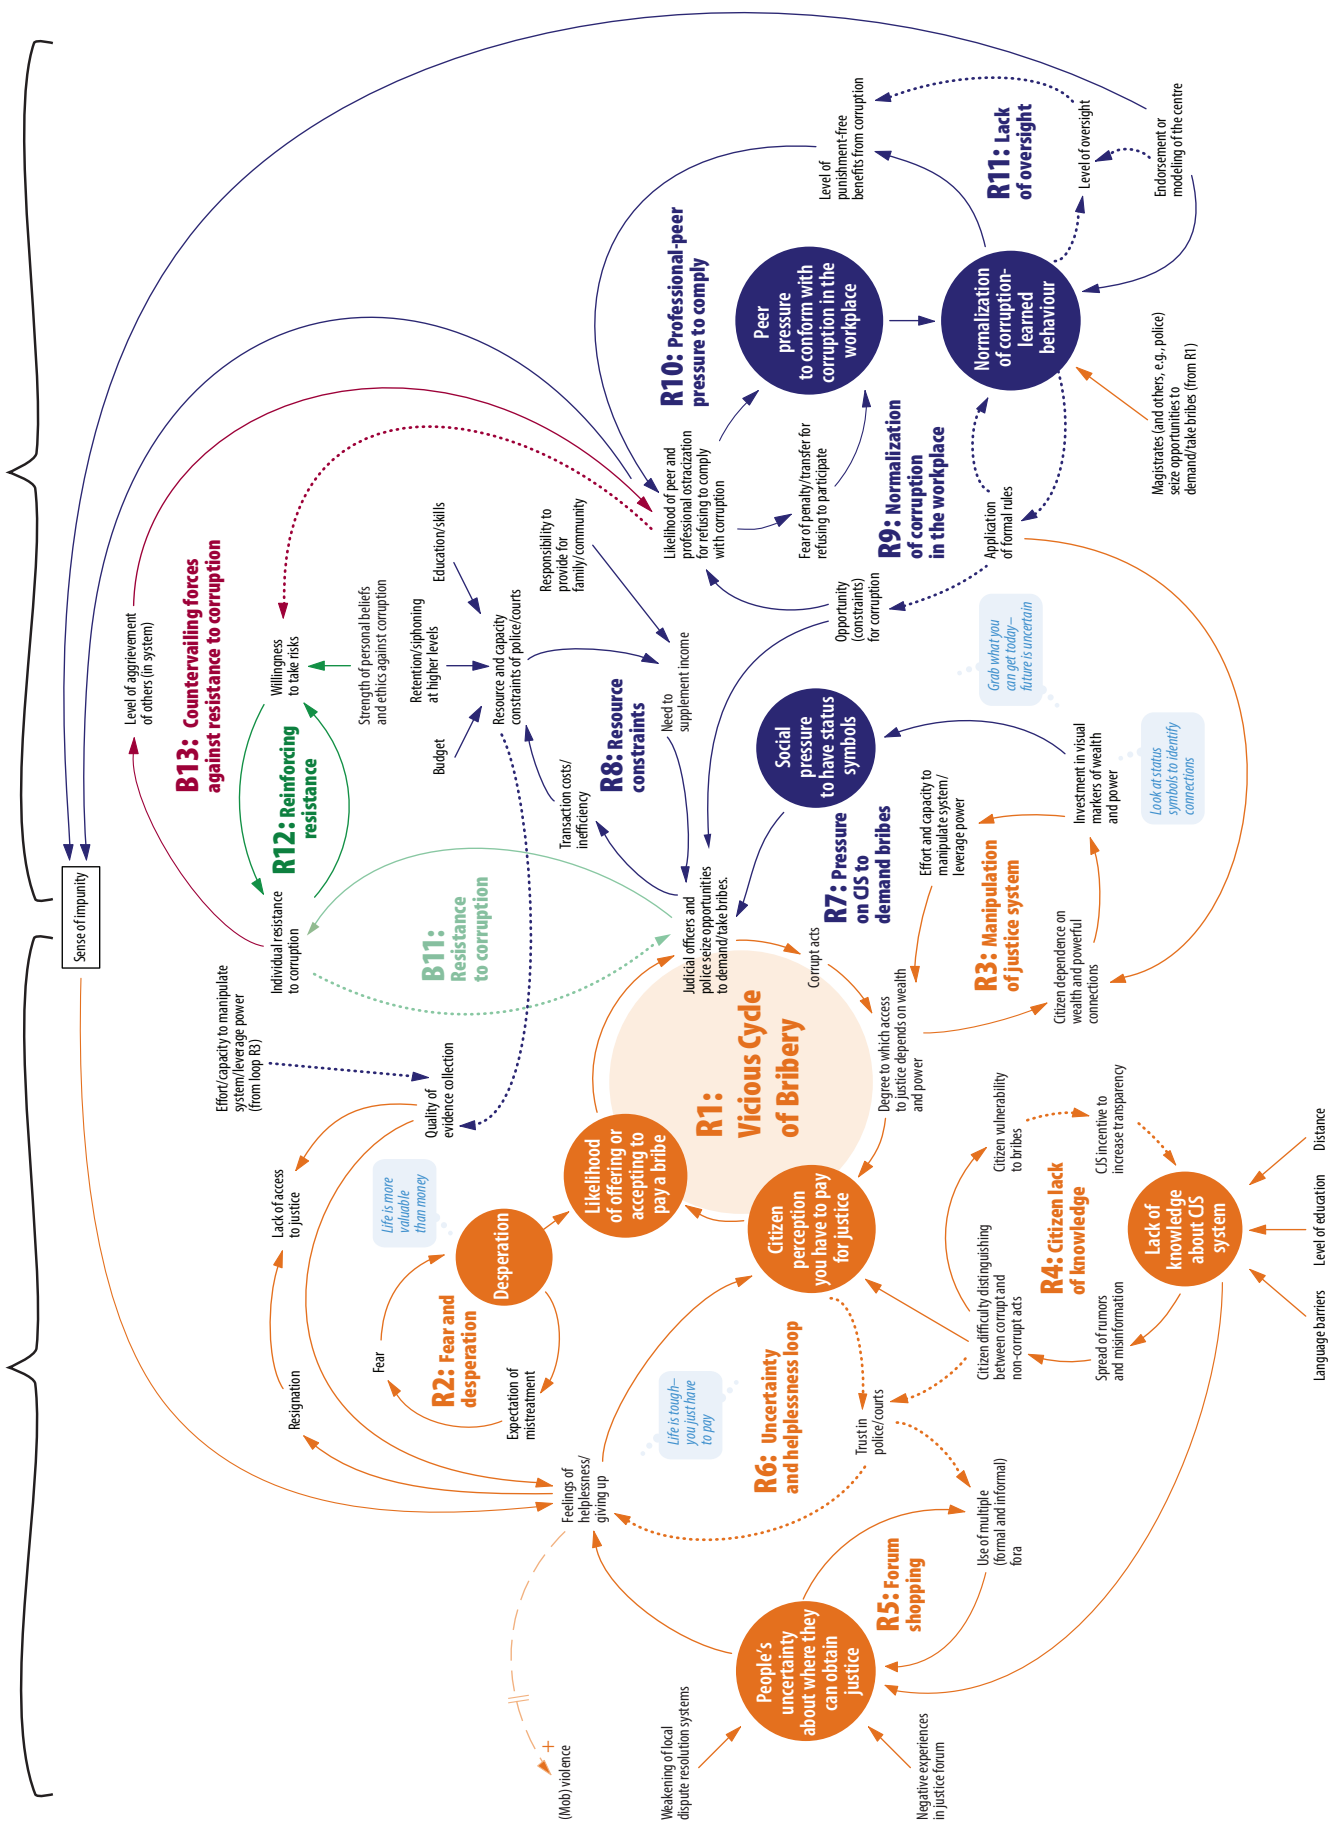 Sense of impunity
Level of aggrievement
of others (in system)
B13: Countervailing forces
against resistance to corruption
Individual resistance
to corruption
R12: Reinforcing
resistance
Willingness
to take risks
Strength of personal beliefs
and ethics against corruption
Effort/capacity to manipulate
system/leverage power
(from loop R3)
Quality of
evidence collection
B11:
Resistance
to corruption
Budget
Retention/siphoning
at higher levels
Education/skills
Resource and capacity
constraints of police/courts
Responsibility to
provide for
family/community
Transaction costs/
inefficiency
R8: Resource
constraints
Need to
supplement income
Lack of access
to justice
Resignation
Life is more
valuable
than money
Fear
R2: Fear and
desperation
Desperation
Expectation of
mistreatment
Feelings of
helplessness/
giving up
(Mob) violence
+
Likelihood
of offering or
accepting to
pay a bribe
R1:
Vicious Cycle
of Bribery
Judicial officers and
police seize opportunities
to demand/take bribes.
Corrupt acts
Degree to which access
to justice depends on wealth
and power
Citizen
perception
you have to pay
for justice
Life is tough–
you just have
to pay
R6: Uncertainty
and helplessness loop
Trust in
police/courts
Weakening of local
dispute resolution systems
People’s
uncertainty
about where they
can obtain
justice
Negative experiences
in justice forum
R5: Forum
shopping
Use of multiple
(formal and informal)
fora
Citizen difficulty distinguishing
between corrupt and
non-corrupt acts
R4: Citizen lack
of knowledge
Citizen vulnerability
to bribes
CJS incentive to
increase transparency
Spread of rumors
and misinformation
Lack of
knowledge
about CJS
system
Language barriers
Level of education
Distance
R7: Pressure
on CJS to
demand bribes
Social
pressure
to have status
symbols
Effort and capacity to
manipulate system/
leverage power
R3: Manipulation
of justice system
Citizen dependence on
wealth and powerful
connections
Investment in visual
markers of wealth
and power
Grab what you
can get today–
future is uncertain
Look at status
symbols to identify
connections
Opportunity
(constraints)
for corruption
Likelihood of peer and
professional ostracization
for refusing to comply
with corruption
R10: Professional-peer
pressure to comply
Peer
pressure
to conform with
corruption in the
workplace
Fear of penalty/transfer for
refusing to participate
R9: Normalization
of corruption
in the workplace
Application
of formal rules
Normalization
of corruption-
learned
behaviour
Level of
punishment-free
benefits from corruption
R11: Lack
of oversight
Level of oversight
Endorsement or
modeling of the centre
Magistrates (and others, e.g., police)
seize opportunities to
demand/take bribes (from R1)